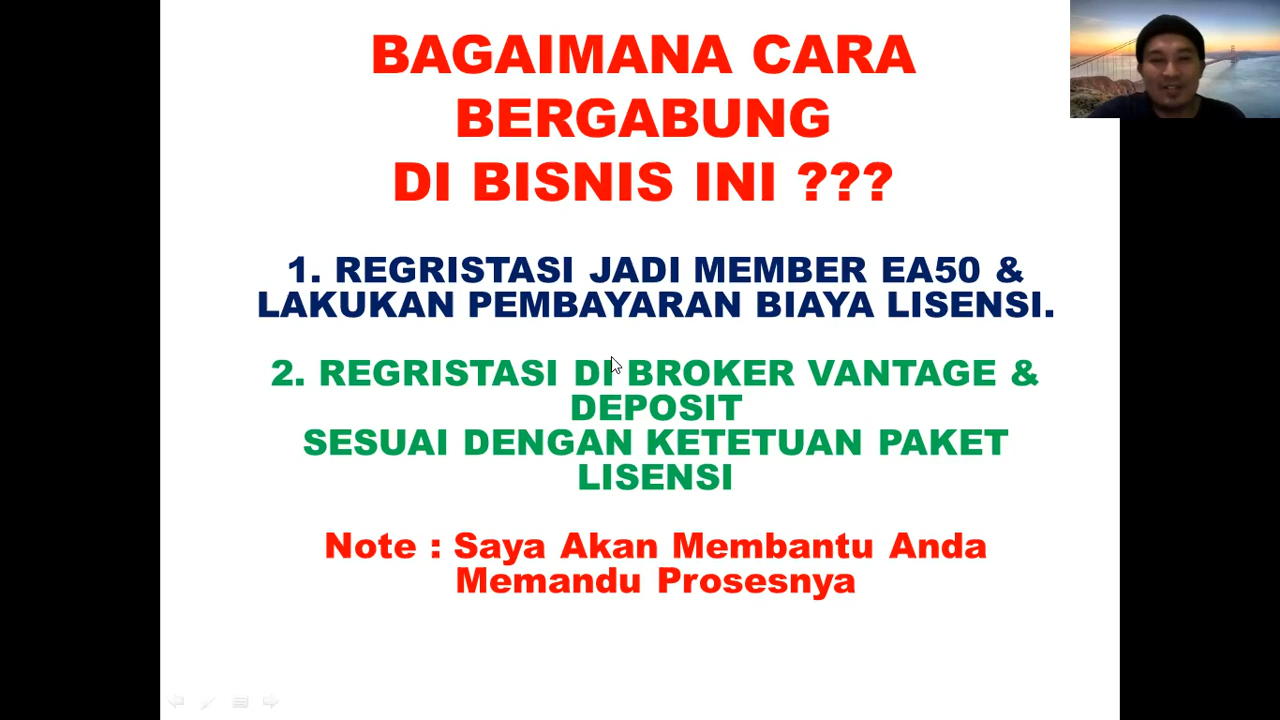 BAGAIMANA CARA
BERGABUNG
DI BISNIS INI ???
1. REGRISTASI JADI MEMBER EA50 &
LAKUKAN PEMBAYARAN BIAYA LISENSI.
2. REGRISTASI DI BROKER VANTAGE &
DEPOSIT
SESUAI DENGAN KETETUAN PAKET
LISENSI
Note : Saya Akan Membantu Anda
Memandu Prosesnya